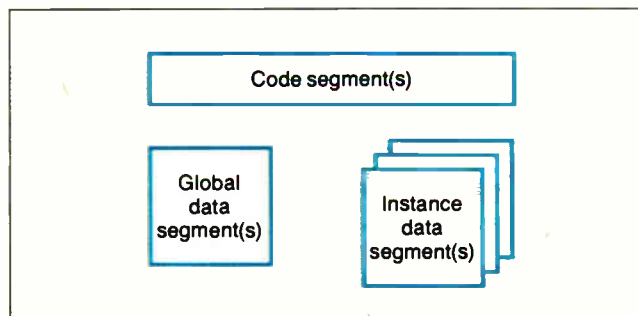 Code segment(s)
Global
data
segment(s)
Instance
data
segment(s)